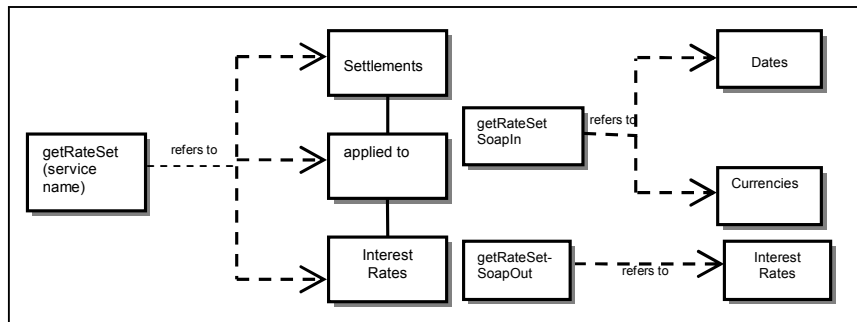 Settlements
Dates
getRateSet
SoapIn
refers to
getRateSet
(service
name)
refers to
applied to
Currencies
Interest
Rates
getRateSet-
SoapOut
refers to
Interest
Rates